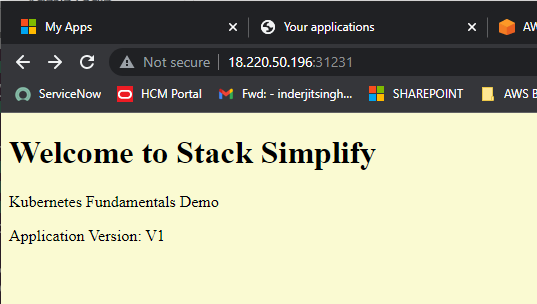 My Apps
Your applications
AW
Not secure
18.220.50.196:31231
ServiceNow
HCM Portal
Fwd: - inderjitsingh...
SHAREPOINT
AWS B
Welcome to Stack Simplify
Kubernetes Fundamentals Demo
Application Version: V1